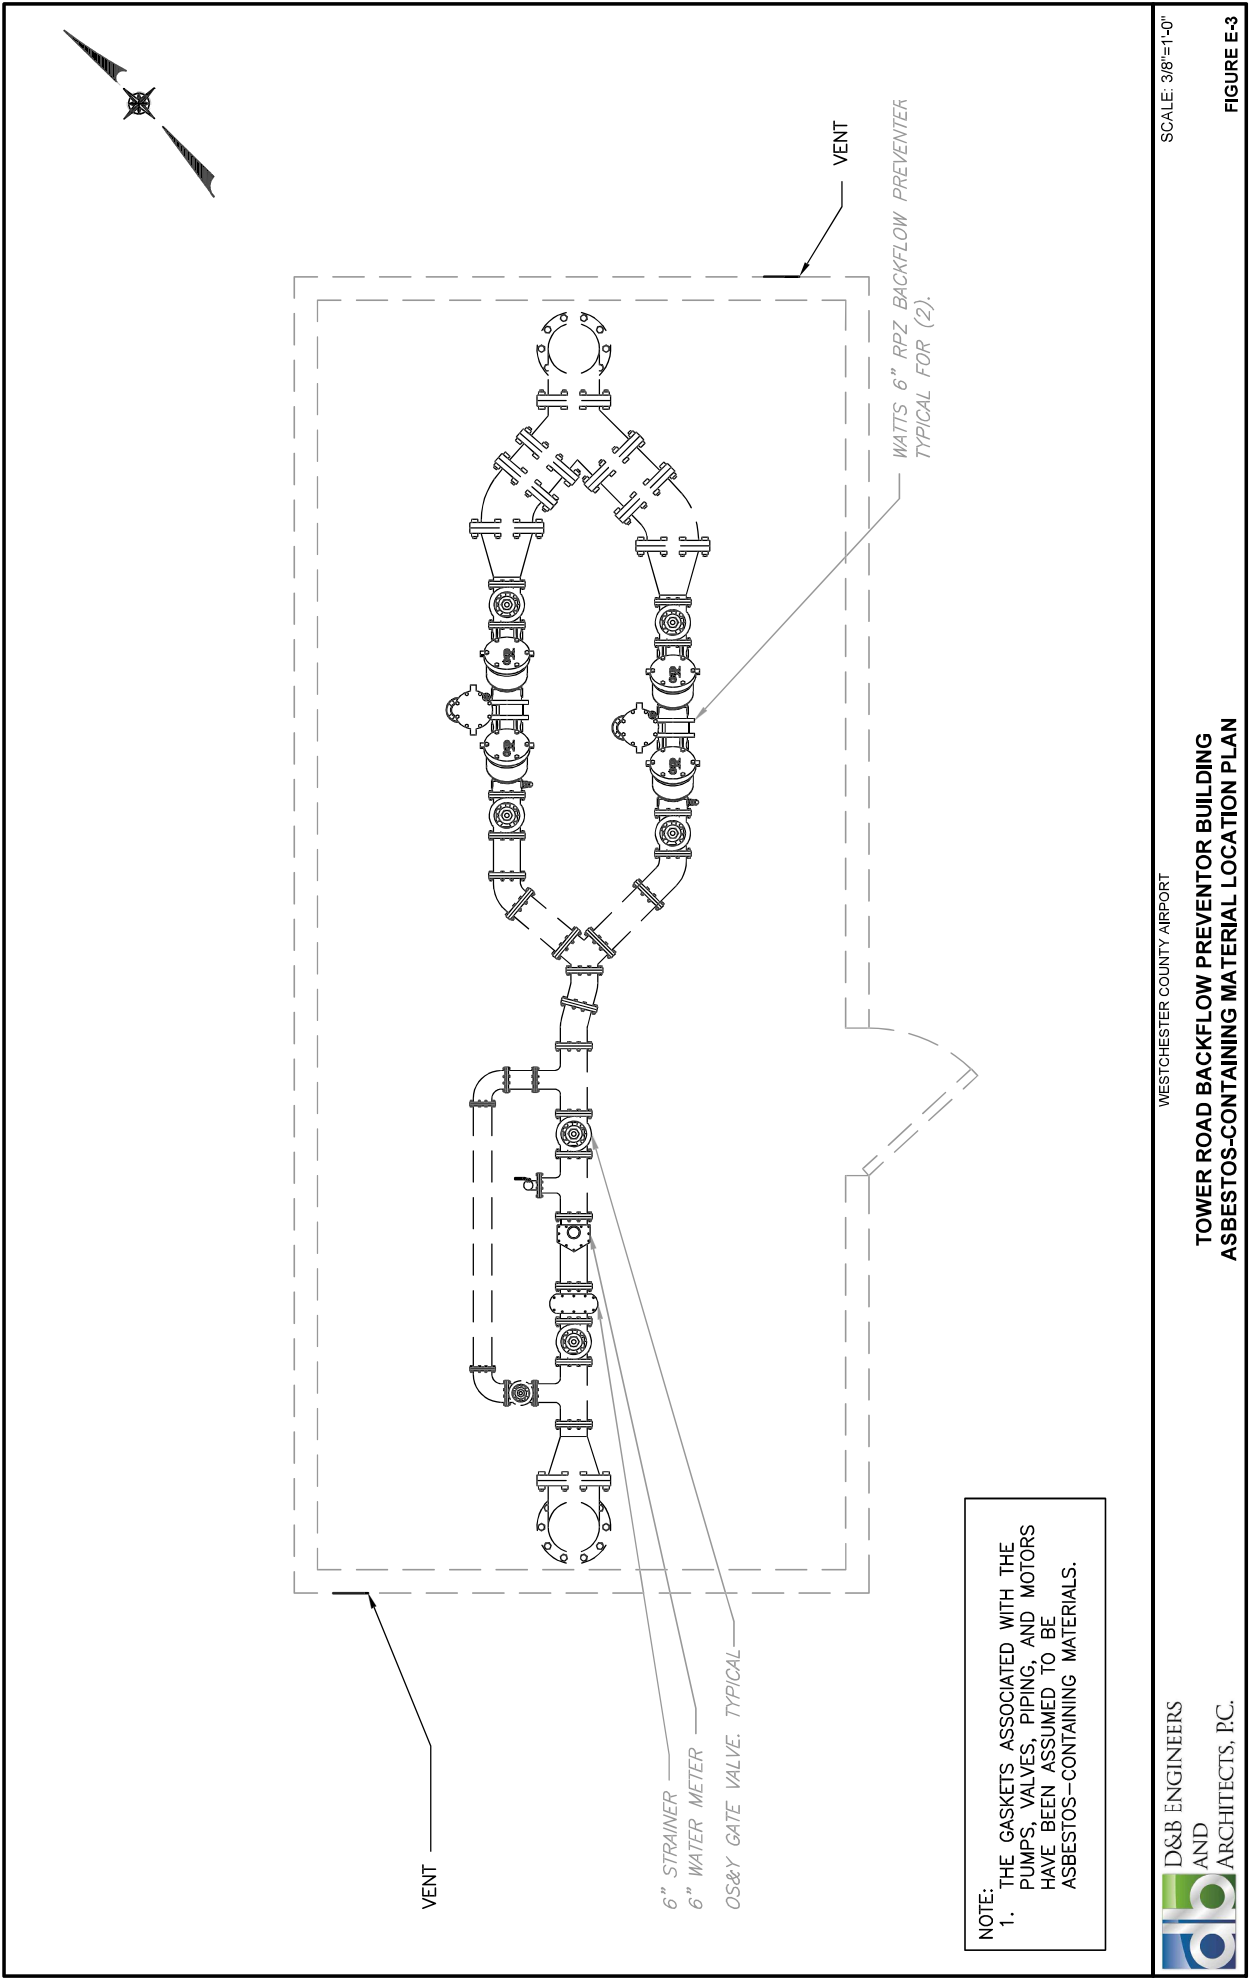 VENT
6" STRAINER
6" WATER METER
OS&Y GATE VALVE. TYPICAL
WATTS 6" RPZ BACKFLOW PREVENTER
TYPICAL FOR (2).
VENT
NOTE:
1. THE GASKETS ASSOCIATED WITH THE
PUMPS, VALVES, PIPING, AND MOTORS
HAVE BEEN ASSUMED TO BE
ASBESTOS-CONTAINING MATERIALS.
db
D&B ENGINEERS
AND
ARCHITECTS, P.C.
WESTCHESTER COUNTY AIRPORT
TOWER ROAD BACKFLOW PREVENTOR BUILDING
ASBESTOS-CONTAINING MATERIAL LOCATION PLAN
SCALE: 3/8"=1'-0"
FIGURE E-3